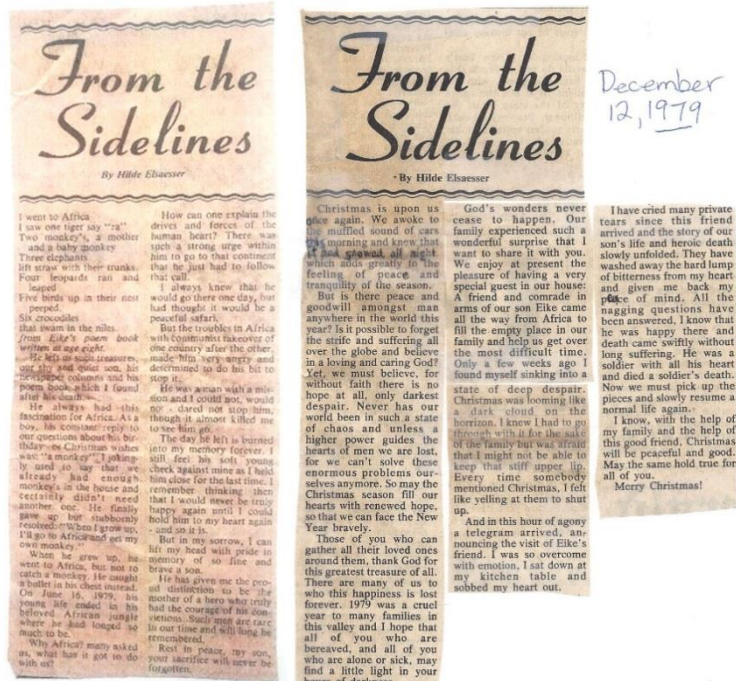 From the
Sidelines
By Hilde Elsaesser
I went to Africa
I saw one tiger say "ra"
Two monkey's, a mother
and a baby monkey
Three elephants
lift straw with their trunks.
Four leopards ran and
leaped
Five birds up in their nest
peeped.
Six crocodiles
that swam in the niles.
from Eike's poem book
written at age eight.
He left us such treasures,
our shy and quiet son, his
newspaper columns and his
poem book which I found
after his death.
He always had this
fascination for Africa. As a
boy, his constant reply to
our questions about his bir-
thday or Christmas wishes
was "a monkey". I joking-
ly used to say that we
already had enough
monkey's in the house and
certainly didn't need
another one. He finally
gave up but stubbornly
resolved: "When I grow up,
I'll go to Africa and get my
own monkey."
When he grew up, he
went to Africa, but not to
catch a monkey. He caught
a bullet in his chest instead.
On June 16, 1979, his
young life ended in his
beloved African jungle
where he had longed so
much to be.
Why Africa? many asked
us, what has it got to do
with us?
How can one explain the
drives and forces of the
human heart? There was
such a strong urge within
him to go to that continent
that he just had to follow
that call.
I always knew that he
would go there one day, but
had thought it would be a
peaceful safari.
But the troubles in Africa
with communist takeover of
one country after the other,
made him very angry and
determined to do his bit to
stop it.
He was a man with a mis-
sion and I could not, would
not - dared not stop him,
though it almost killed me
to see him go.
The day he left is burned
into my memory forever. I
still feel his soft young
cheek against mine as I held
him close for the last time. I
remember thinking then
that I would never be truly
happy again until I could
hold him to my heart again
- and so it is.
But in my sorrow, I can
lift my head with pride in
memory of so fine and
brave a son.
He has given me the pro-
ud distinction to be the
mother of a hero who truly
had the courage of his con-
victions. Such men are rare
in our time and will long be
remembered.
Rest in peace, my son,
your sacrifice will never be
forgotten.
From the
Sidelines
By Hilde Elsaesser
December
12, 1979
Christmas is upon us
once again. We awoke to
the muffled sound of cars
this morning and knew that
it had snowed all night
which adds greatly to the
feeling of peace and
tranquility of the season.
But is there peace and
goodwill amongst man
anywhere in the world this
year? Is it possible to forget
the strife and suffering all
over the globe and believe
in a loving and caring God?
Yet, we must believe, for
without faith there is no
hope at all, only darkest
despair. Never has our
world been in such a state
of chaos and unless a
higher power guides the
hearts of men we are lost,
for we can't solve these
enormous problems our-
selves anymore. So may the
Christmas season fill our
hearts with renewed hope,
so that we can face the New
Year bravely.
Those of you who can
gather all their loved ones
around them, thank God for
this greatest treasure of all.
There are many of us to
who this happiness is lost
forever. 1979 was a cruel
year to many families in
this valley and I hope that
all of you who are
bereaved, and all of you
who are alone or sick, may
find a little light in your
hours of darkness.
God's wonders never
cease to happen. Our
family experienced such a
wonderful surprise that I
want to share it with you.
We enjoy at present the
pleasure of having a very
special guest in our house:
A friend and comrade in
arms of our son Eike came
all the way from Africa to
fill the empty place in our
family and help us get over
the most difficult time.
Only a few weeks ago I
found myself sinking into a
state of deep despair.
Christmas was looming like
a dark cloud on the
horrizon. I knew I had to go
through with it for the sake
of the family but was afraid
that I might not be able to
keep that stiff upper lip.
Every time somebody
mentioned Christmas, I felt
like yelling at them to shut
up.
And in this hour of agony
a telegram arrived, an-
nouncing the visit of Eike's
friend. I was so overcome
with emotion, I sat down at
my kitchen table and
sobbed my heart out.
I have cried many private
tears since this friend
arrived and the story of our
son's life and heroic death
slowly unfolded. They have
washed away the hard lump
of bitterness from my heart
and given me back my
peace of mind. All the
nagging questions have
been answered, I know that
he was happy there and
death came swiftly without
long suffering. He was a
soldier with all his heart
and died a soldier's death.
Now we must pick up the
pieces and slowly resume a
normal life again.
I know, with the help of
my family and the help of
this good friend, Christmas
will be peaceful and good.
May the same hold true for
all of you.
Merry Christmas!